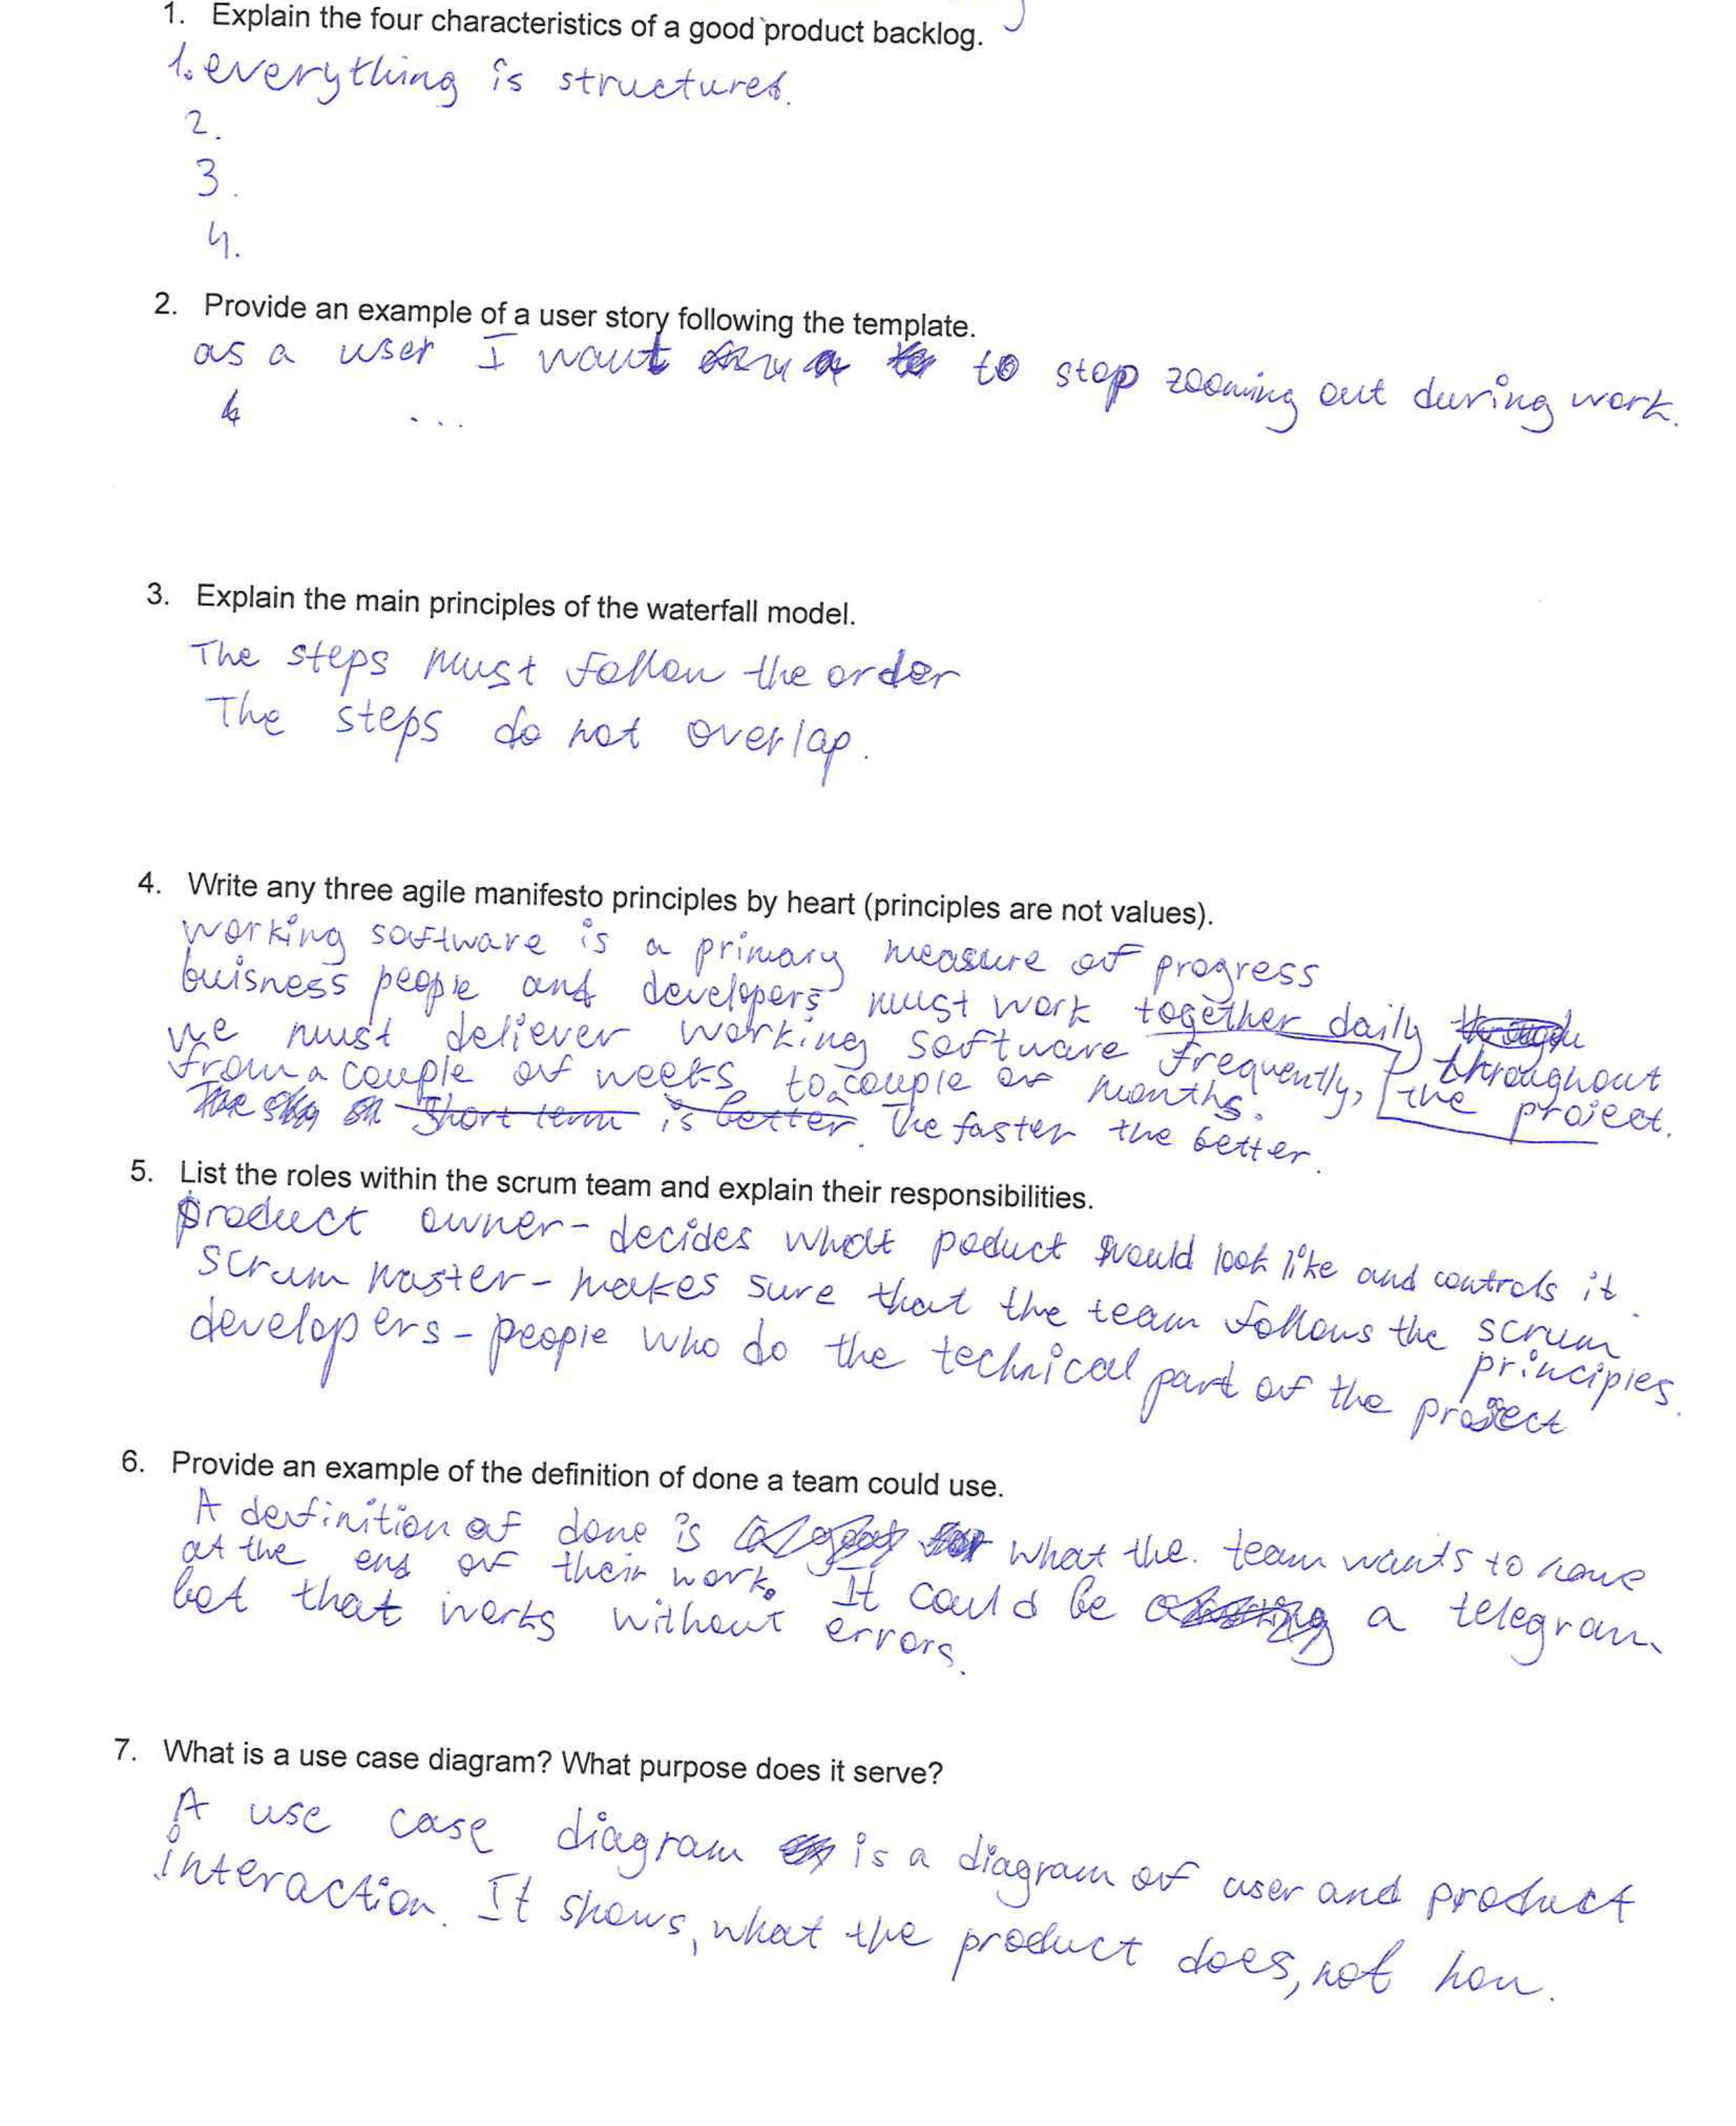 1. Explain the four characteristics of a good product backlog.
1. everything is structured.
2.
3.
4.
2. Provide an example of a user story following the template.
as a user I want to stop zooming out during work.
...
3. Explain the main principles of the waterfall model.
The steps must follow the order
The steps do not overlap.
4. Write any three agile manifesto principles by heart (principles are not values).
working software is a primary measure of progress
buisness people and developers must work together daily
throughout the project.
we must deliever working software frequently,
from a couple of weeks to a couple of months.
Short term is better. The faster the better.
5. List the roles within the scrum team and explain their responsibilities.
product owner - decides what poduct would look like and controls it.
scrum master - makes sure that the team follows the scrum
principles.
developers - people who do the technical part of the project
6. Provide an example of the definition of done a team could use.
A definition of done is what the team wants to have
at the end of their work. It could be a telegram
bot that works without errors.
7. What is a use case diagram? What purpose does it serve?
A use case diagram is a diagram of user and product
interaction. It shows, what the product does, not how.